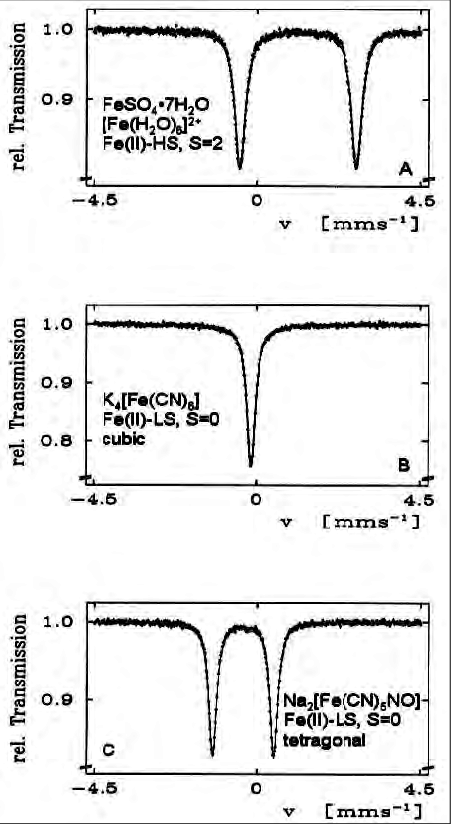 rel. Transmission
1.0
0.9
FeSO₄•7H₂O
[Fe(H₂O)₆]²⁺
Fe(II)-HS, S=2
A
−4.5 0 4.5
v [mms⁻¹]
rel. Transmission
1.0
0.9
0.8
K₄[Fe(CN)₆]
Fe(II)-LS, S=0
cubic
B
−4.5 0 4.5
v [mms⁻¹]
rel. Transmission
1.0
0.9
Na₂[Fe(CN)₅NO]
Fe(II)-LS, S=0
tetragonal
C
−4.5 0 4.5
v [mms⁻¹]